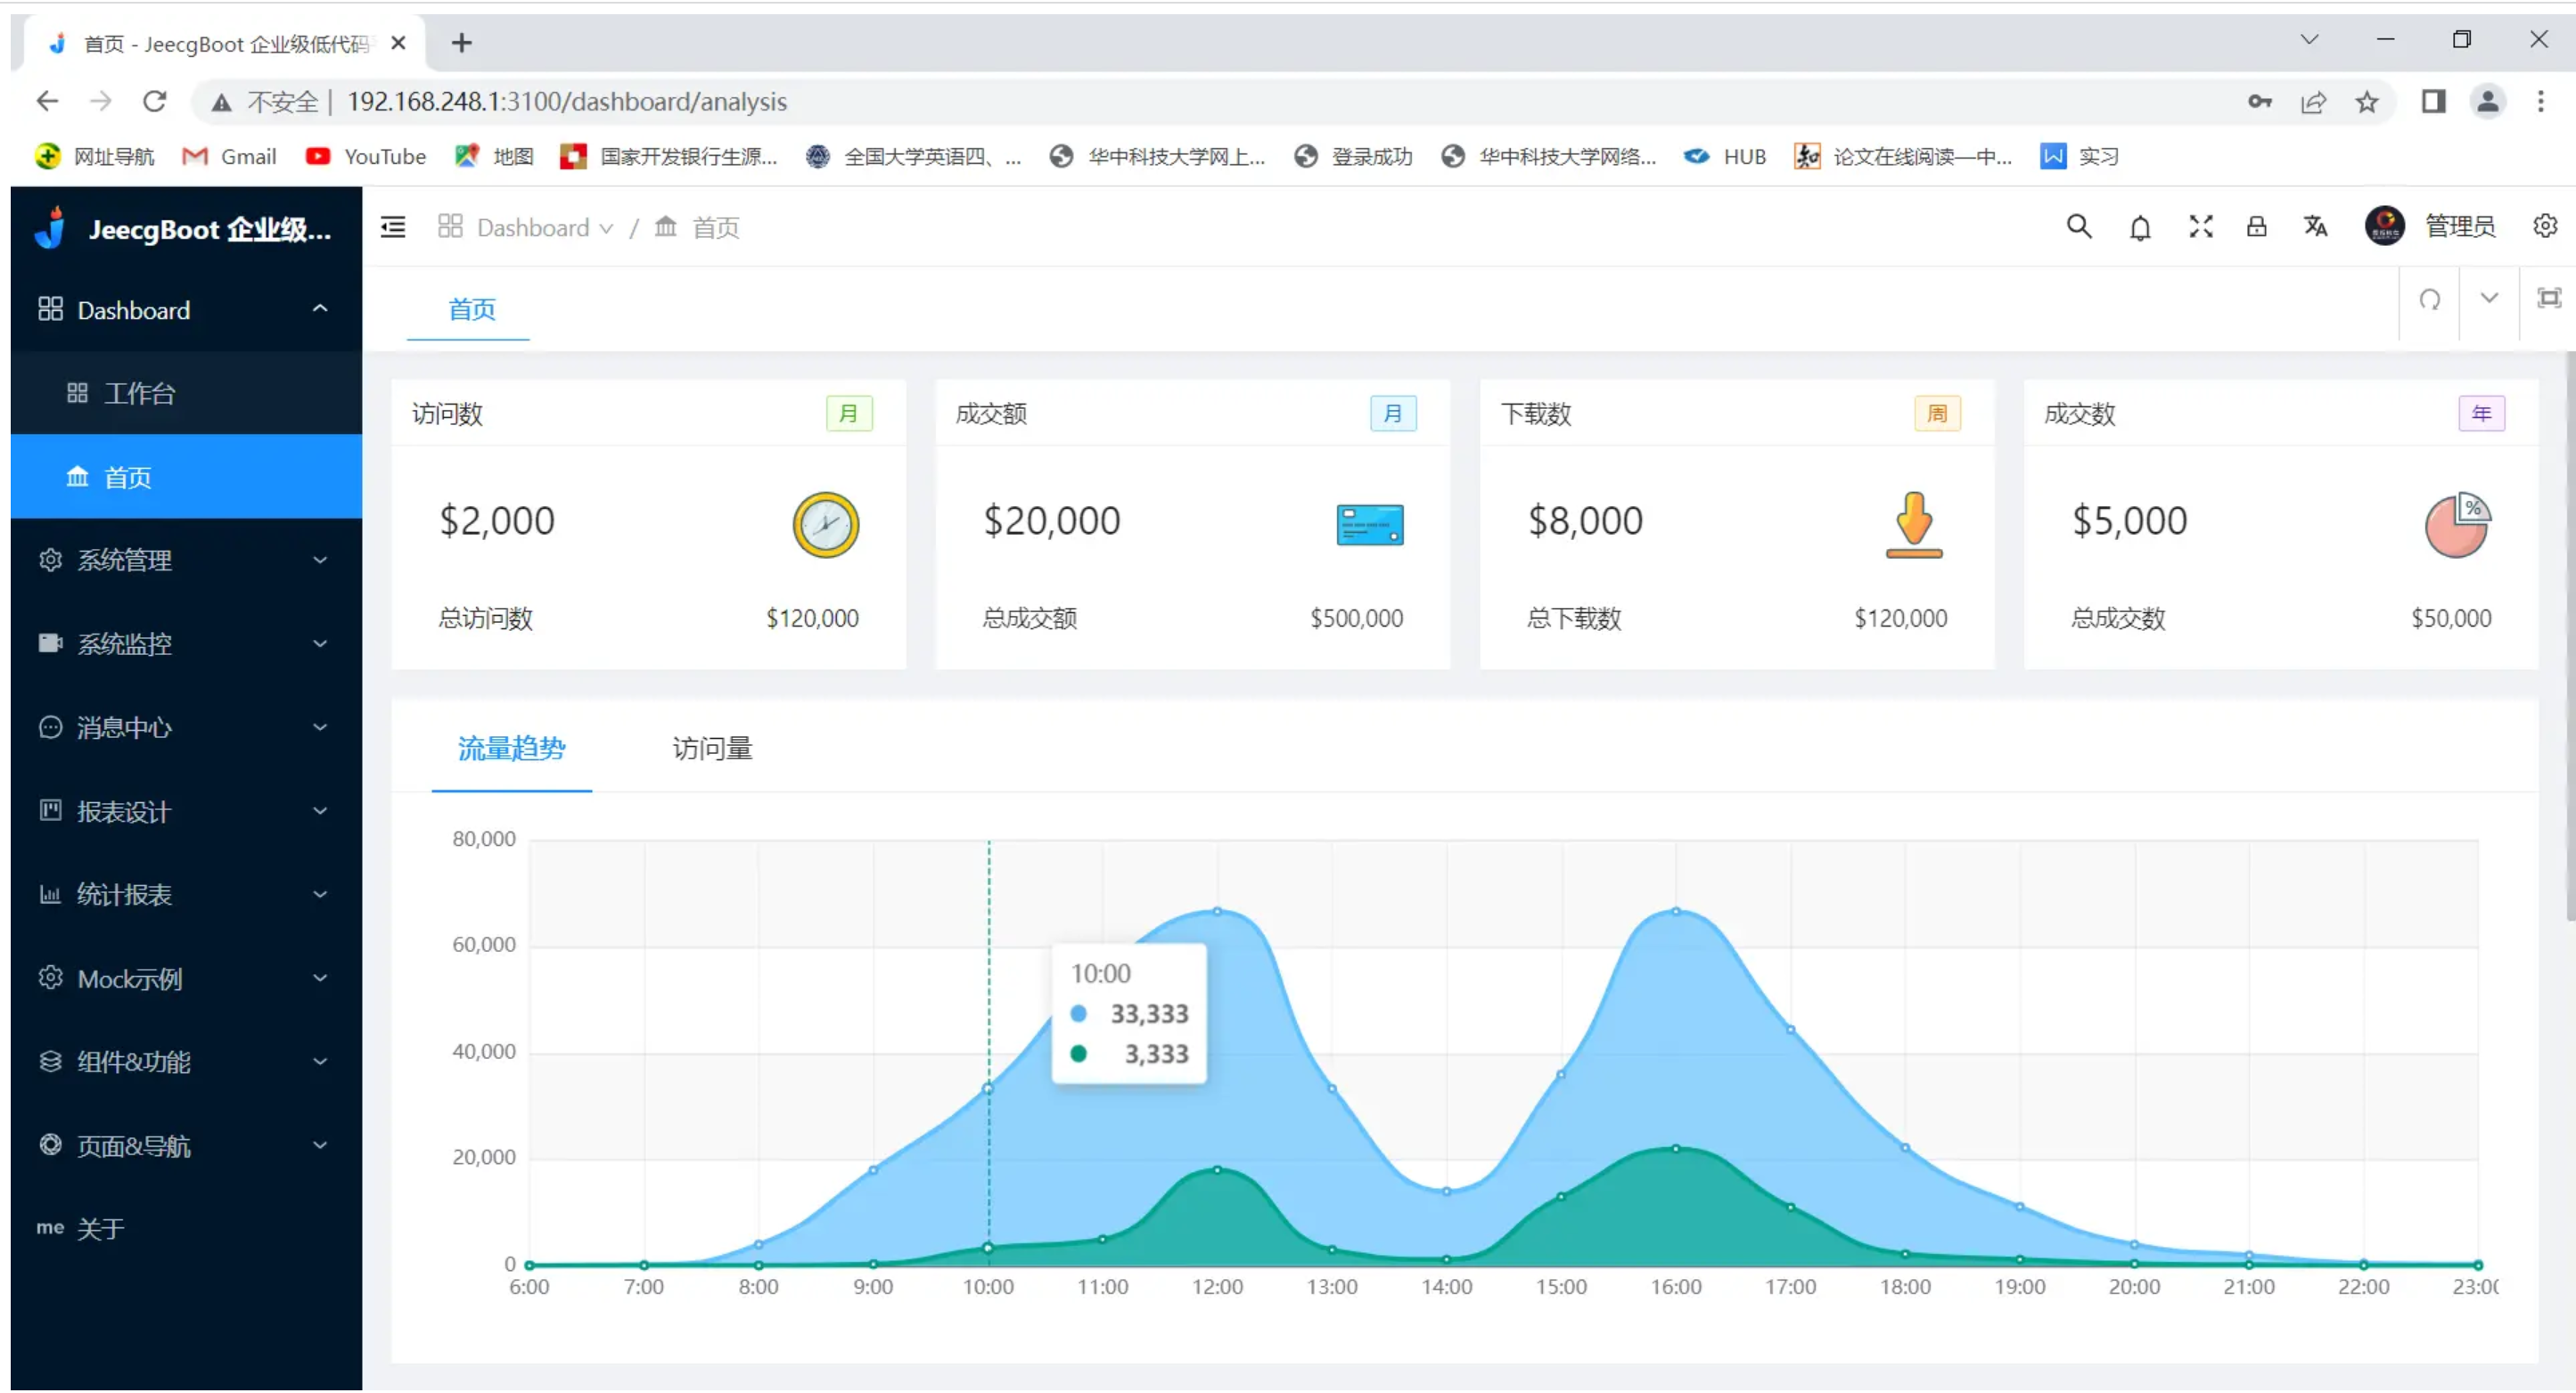 首页 - JeecgBoot 企业级低代码
不安全 | 192.168.248.1:3100/dashboard/analysis
网址导航 Gmail YouTube 地图 国家开发银行生源... 全国大学英语四、... 华中科技大学网上... 登录成功 华中科技大学网络... HUB 论文在线阅读—中... 实习
JeecgBoot 企业级...
Dashboard / 首页
管理员
Dashboard
首页
工作台
首页
系统管理
系统监控
消息中心
报表设计
统计报表
Mock示例
组件&功能
页面&导航
me 关于
访问数 月
$2,000
总访问数 $120,000
成交额 月
$20,000
总成交额 $500,000
下载数 周
$8,000
总下载数 $120,000
成交数 年
$5,000
%
总成交数 $50,000
流量趋势 访问量
80,000
60,000
40,000
20,000
0
10:00
33,333
3,333
6:00 7:00 8:00 9:00 10:00 11:00 12:00 13:00 14:00 15:00 16:00 17:00 18:00 19:00 20:00 21:00 22:00 23:0